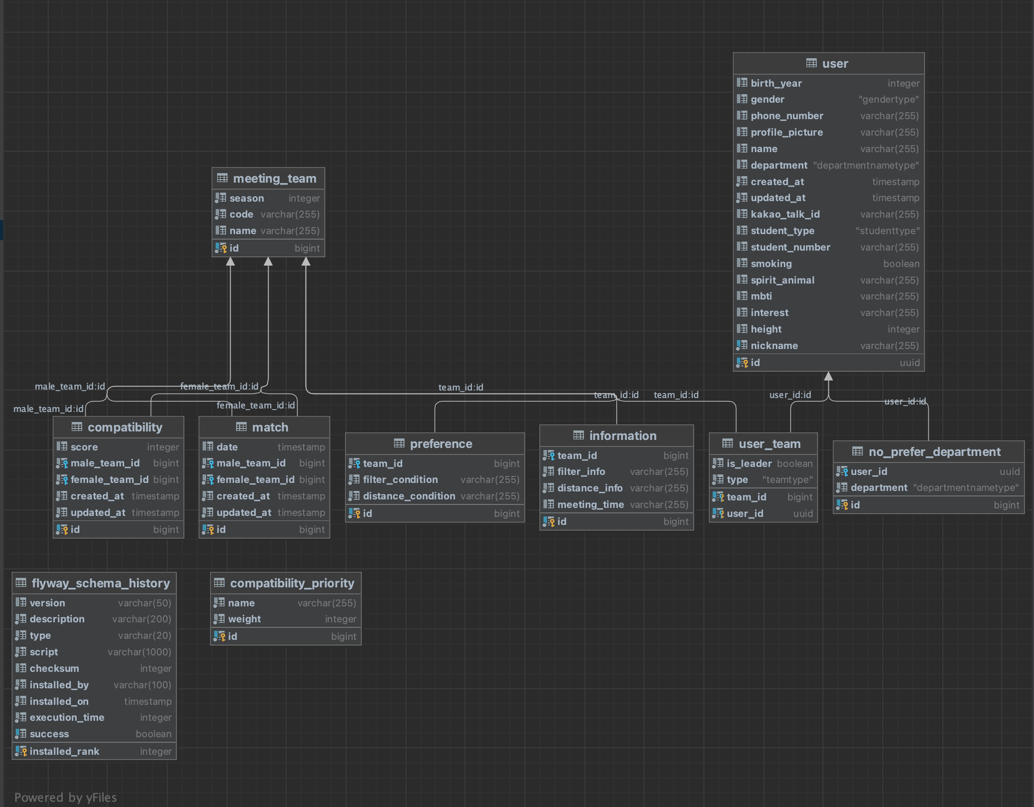 user
birth_year integer
gender "gendertype"
phone_number varchar(255)
profile_picture varchar(255)
name varchar(255)
department "departmentnametype"
created_at timestamp
updated_at timestamp
kakao_talk_id varchar(255)
student_type "studenttype"
student_number varchar(255)
smoking boolean
spirit_animal varchar(255)
mbti varchar(255)
interest varchar(255)
height integer
nickname varchar(255)
id uuid
meeting_team
season integer
code varchar(255)
name varchar(255)
id bigint
male_team_id:id
female_team_id:id
team_id:id
team_id:id
team_id:id
user_id:id
user_id:id
male_team_id:id
female_team_id:id
compatibility
score integer
male_team_id bigint
female_team_id bigint
created_at timestamp
updated_at timestamp
id bigint
match
date timestamp
male_team_id bigint
female_team_id bigint
created_at timestamp
updated_at timestamp
id bigint
preference
team_id bigint
filter_condition varchar(255)
distance_condition varchar(255)
id bigint
information
team_id bigint
filter_info varchar(255)
distance_info varchar(255)
meeting_time varchar(255)
id bigint
user_team
is_leader boolean
type "teamtype"
team_id bigint
user_id uuid
no_prefer_department
user_id uuid
department "departmentnametype"
id bigint
flyway_schema_history
version varchar(50)
description varchar(200)
type varchar(20)
script varchar(1000)
checksum integer
installed_by varchar(100)
installed_on timestamp
execution_time integer
success boolean
installed_rank integer
compatibility_priority
name varchar(255)
weight integer
id bigint
Powered by yFiles